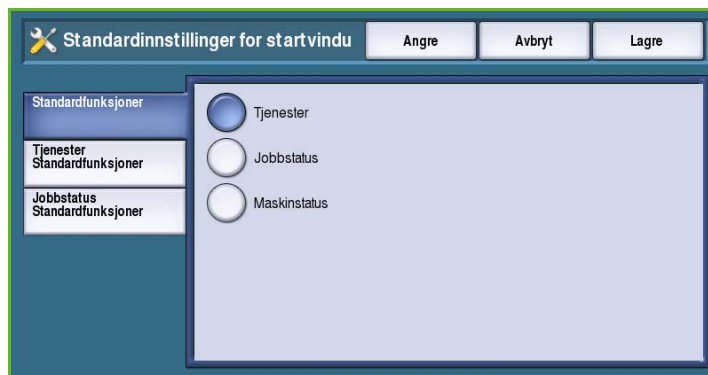 Standardinnstillinger for startvindu
Angre
Avbryt
Lagre
Standardfunksjoner
Tjenester
Standardfunksjoner
Jobbstatus
Standardfunksjoner
Tjenester
Jobbstatus
Maskinstatus